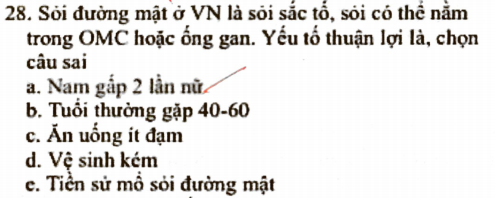 28. Sỏi đường mật ở VN là sỏi sắc tố, sỏi có thể nằm
trong OMC hoặc ống gan. Yếu tố thuận lợi là, chọn
câu sai
a. Nam gấp 2 lần nữ
b. Tuổi thường gặp 40-60
c. Ăn uống ít đạm
d. Vệ sinh kém
e. Tiền sử mổ sỏi đường mật